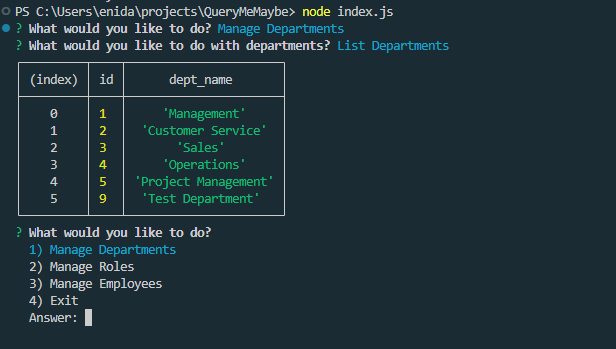 PS C:\Users\enida\projects\QueryMeMaybe> node index.js
? What would you like to do? Manage Departments
? What would you like to do with departments? List Departments
(index) id dept_name
0 1 'Management'
1 2 'Customer Service'
2 3 'Sales'
3 4 'Operations'
4 5 'Project Management'
5 9 'Test Department'
? What would you like to do?
1) Manage Departments
2) Manage Roles
3) Manage Employees
4) Exit
Answer: